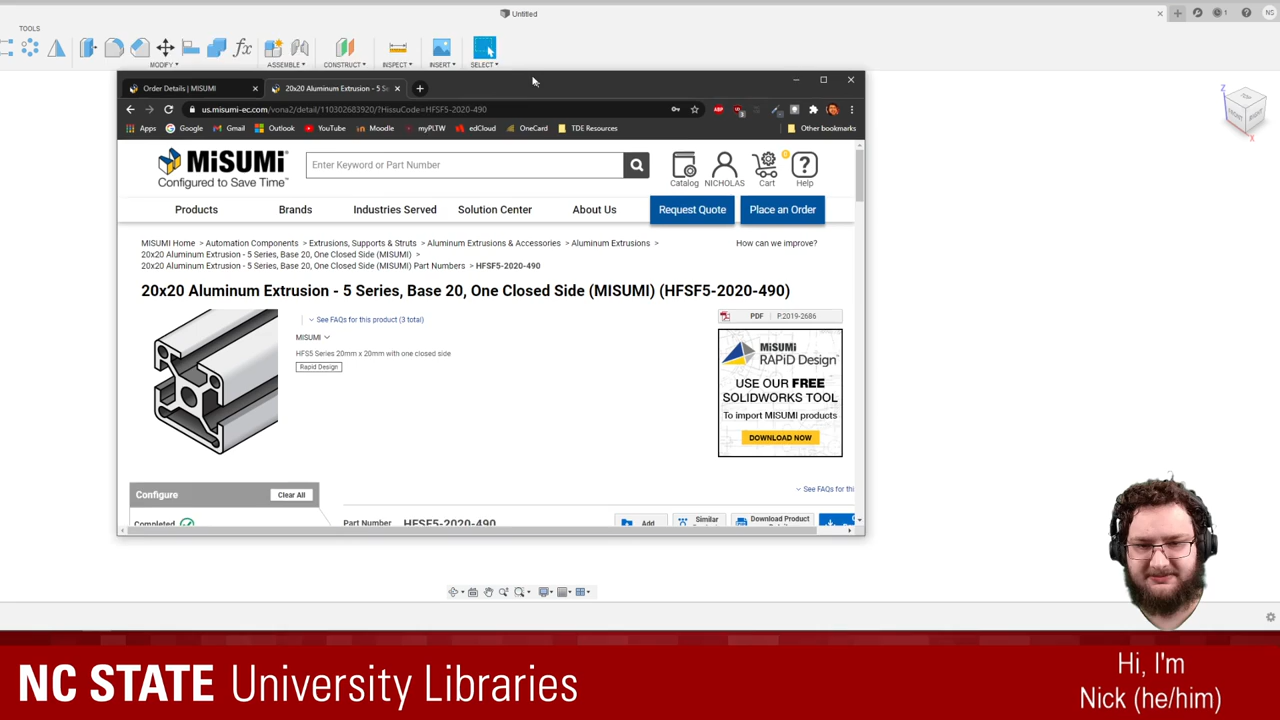 Untitled
NS
TOOLS
MODIFY
ASSEMBLE
CONSTRUCT
INSPECT
INSERT
SELECT
Z
TOP
FRONT
RIGHT
X
Order Details | MISUMI
20x20 Aluminum Extrusion - 5 Se
us.misumi-ec.com/vona2/detail/110302683920/?HissuCode=HFSF5-2020-490
ABP
Apps
Google
Gmail
Outlook
YouTube
Moodle
myPLTW
edCloud
OneCard
TDE Resources
Other bookmarks
MiSUMi
Configured to Save Time
Enter Keyword or Part Number
Catalog
NICHOLAS
0
Cart
Help
Products
Brands
Industries Served
Solution Center
About Us
Request Quote
Place an Order
MISUMI Home > Automation Components > Extrusions, Supports & Struts > Aluminum Extrusions & Accessories > Aluminum Extrusions >
How can we improve?
20x20 Aluminum Extrusion - 5 Series, Base 20, One Closed Side (MISUMI) >
20x20 Aluminum Extrusion - 5 Series, Base 20, One Closed Side (MISUMI) Part Numbers > HFSF5-2020-490
20x20 Aluminum Extrusion - 5 Series, Base 20, One Closed Side (MISUMI) (HFSF5-2020-490)
See FAQs for this product (3 total)
MISUMI
HFS5 Series 20mm x 20mm with one closed side
Rapid Design
PDF
P.2019-2686
MiSUMi
RAPiD Design
USE OUR FREE
SOLIDWORKS TOOL
To import MISUMI products
DOWNLOAD NOW
See FAQs for thi
Configure
Clear All
Completed
Part Number
HFSF5-2020-490
Add
Similar
Download Product
NC STATE University Libraries
Hi, I'm
Nick (he/him)